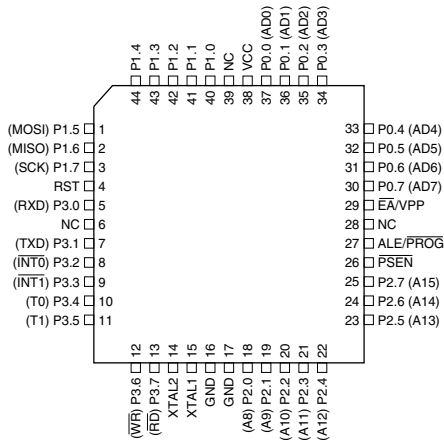 P1.4
P1.3
P1.2
P1.1
P1.0
NC
VCC
P0.0 (AD0)
P0.1 (AD1)
P0.2 (AD2)
P0.3 (AD3)
44
43
42
41
40
39
38
37
36
35
34
(MOSI) P1.5 1
(MISO) P1.6 2
(SCK) P1.7 3
RST 4
(RXD) P3.0 5
NC 6
(TXD) P3.1 7
(INT0) P3.2 8
(INT1) P3.3 9
(T0) P3.4 10
(T1) P3.5 11
33 P0.4 (AD4)
32 P0.5 (AD5)
31 P0.6 (AD6)
30 P0.7 (AD7)
29 EA/VPP
28 NC
27 ALE/PROG
26 PSEN
25 P2.7 (A15)
24 P2.6 (A14)
23 P2.5 (A13)
12
13
14
15
16
17
18
19
20
21
22
(WR) P3.6
(RD) P3.7
XTAL2
XTAL1
GND
GND
(A8) P2.0
(A9) P2.1
(A10) P2.2
(A11) P2.3
(A12) P2.4